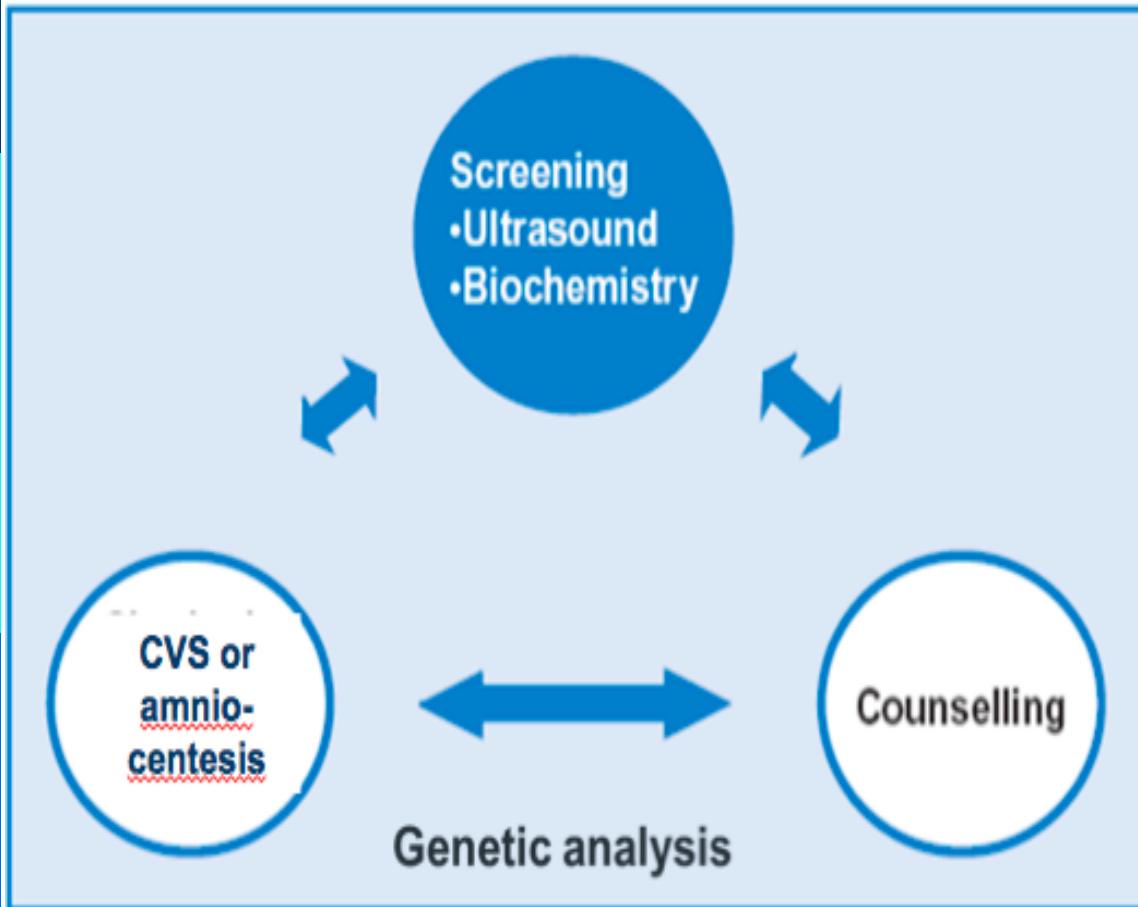 Screening
•Ultrasound
•Biochemistry
CVS or
amnio-
centesis
Counselling
Genetic analysis